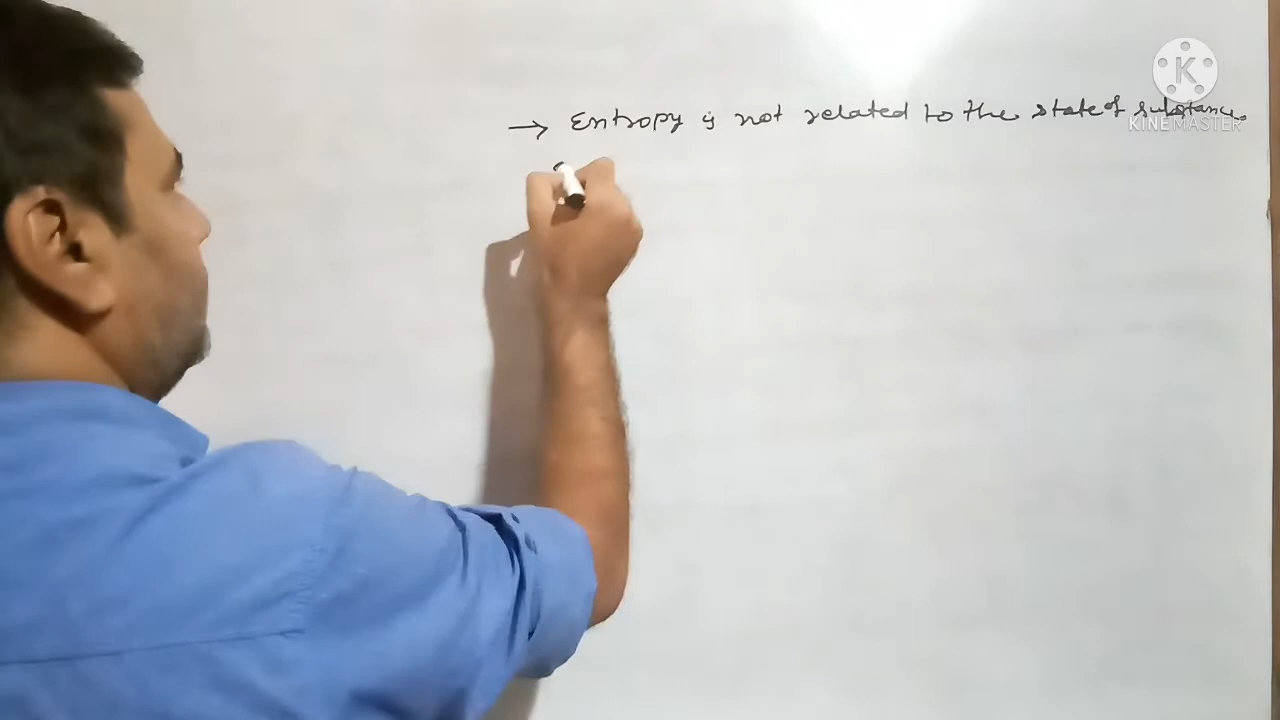 → Entropy is not related to the state of substance.
K
KINEMASTER